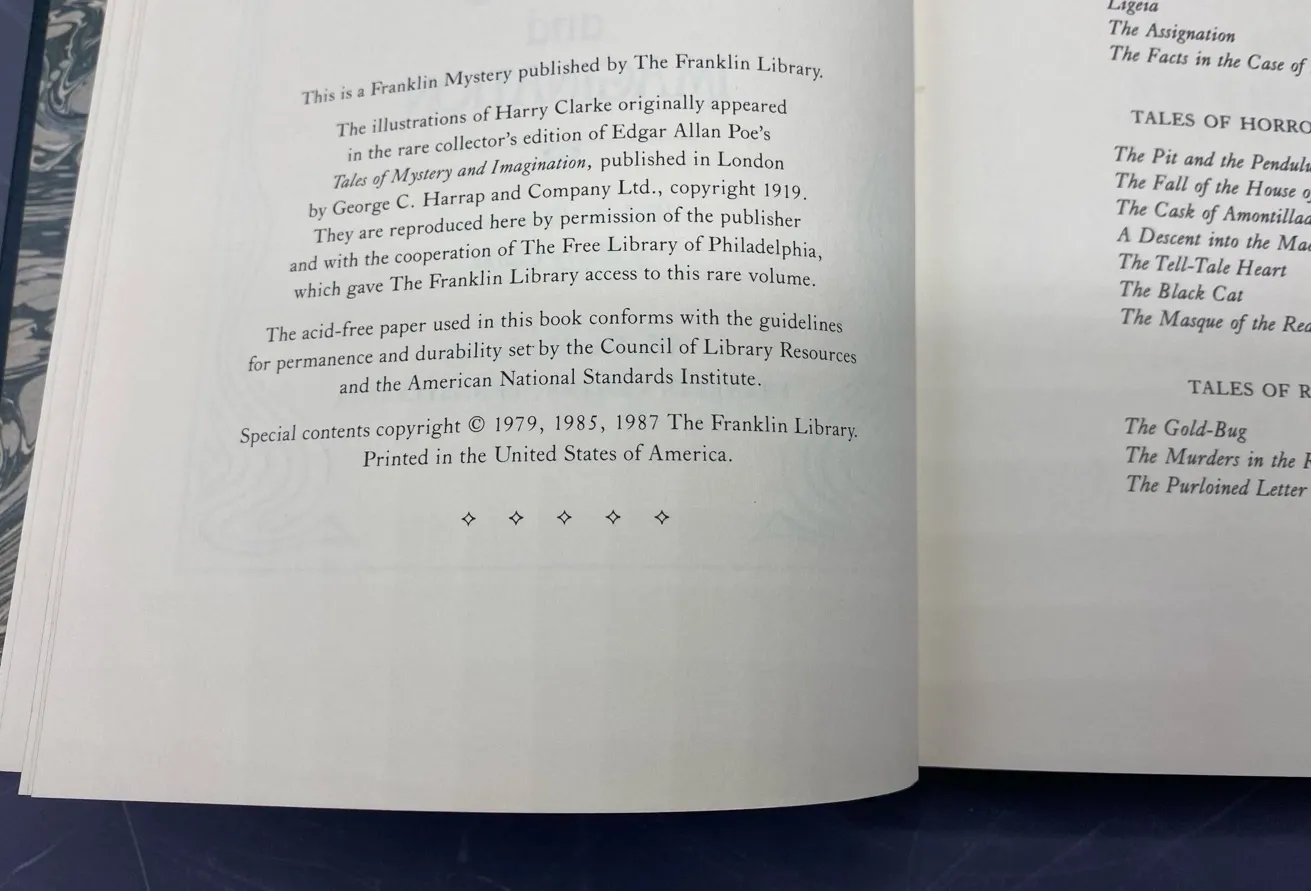 This is a Franklin Mystery published by The Franklin Library.
The illustrations of Harry Clarke originally appeared
in the rare collector's edition of Edgar Allan Poe's
Tales of Mystery and Imagination, published in London
by George C. Harrap and Company Ltd., copyright 1919.
They are reproduced here by permission of the publisher
and with the cooperation of The Free Library of Philadelphia,
which gave The Franklin Library access to this rare volume.
The acid-free paper used in this book conforms with the guidelines
for permanence and durability set by the Council of Library Resources
and the American National Standards Institute.
Special contents copyright © 1979, 1985, 1987 The Franklin Library.
Printed in the United States of America.
Ligeia
The Assignation
The Facts in the Case of
TALES OF
The Pit and the
The Fall of the House
The Cask of
A Descent into the
The Tell-Tale Heart
The Black Cat
The Masque of the
TALES OF
The Gold-Bug
The Murders in the
The Purloined Letter